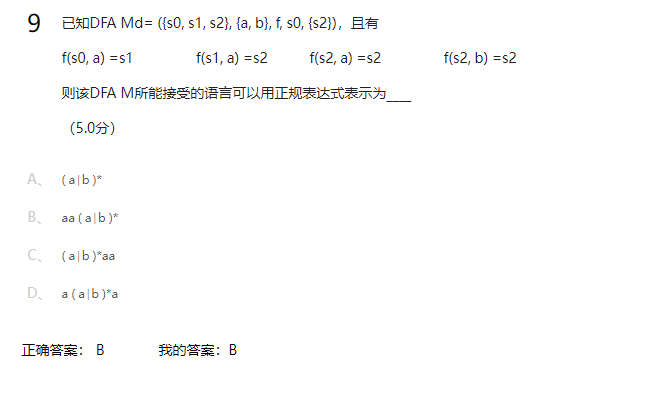 9 已知DFA Md= ({s0, s1, s2}, {a, b}, f, s0, {s2})，且有
f(s0, a) =s1 f(s1, a) =s2 f(s2, a) =s2 f(s2, b) =s2
则该DFA M所能接受的语言可以用正规表达式表示为____
（5.0分）
A、 ( a | b )*
B、 aa ( a | b )*
C、 ( a | b )*aa
D、 a ( a | b )*a
正确答案： B 我的答案：B